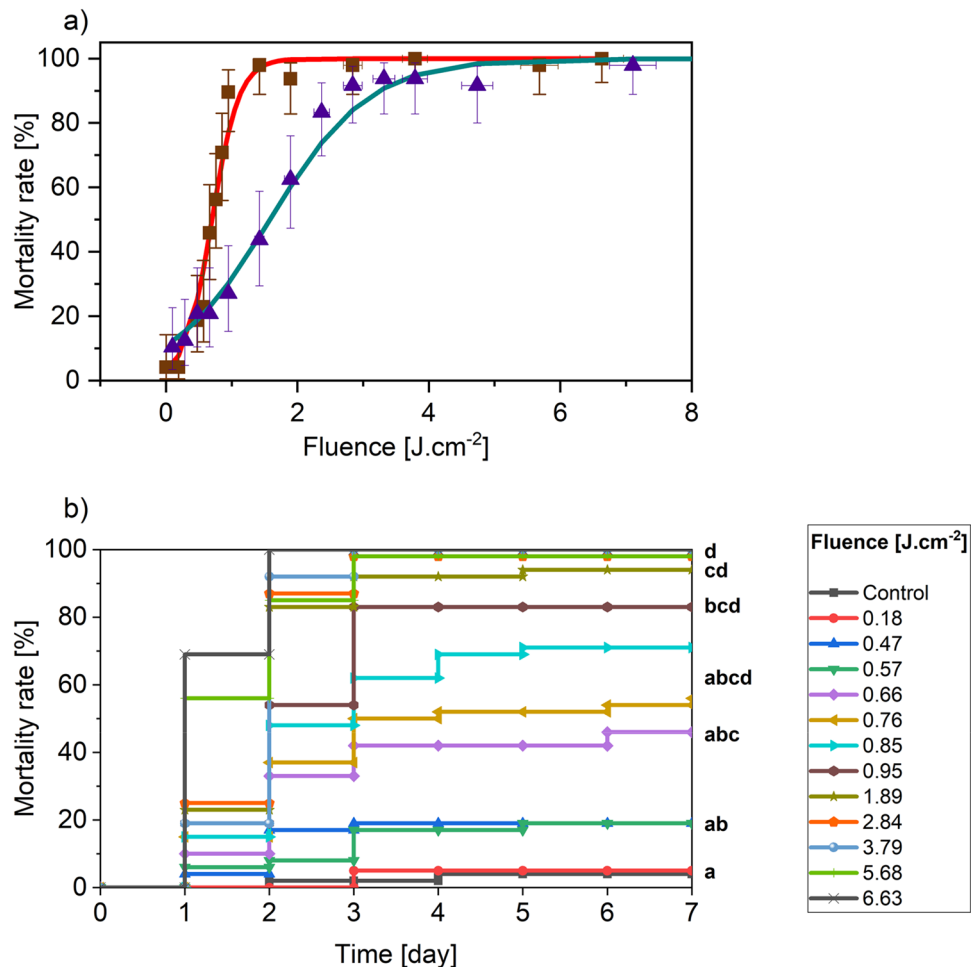 a)
100
80
60
40
20
0
Mortality rate [%]
0
2
4
6
8
Fluence [J.cm-2]
b)
100
80
60
40
20
0
Mortality rate [%]
d
cd
bcd
abcd
abc
ab
a
0
1
2
3
4
5
6
7
Time [day]
Fluence [J.cm-2]
Control
0.18
0.47
0.57
0.66
0.76
0.85
0.95
1.89
2.84
3.79
5.68
6.63